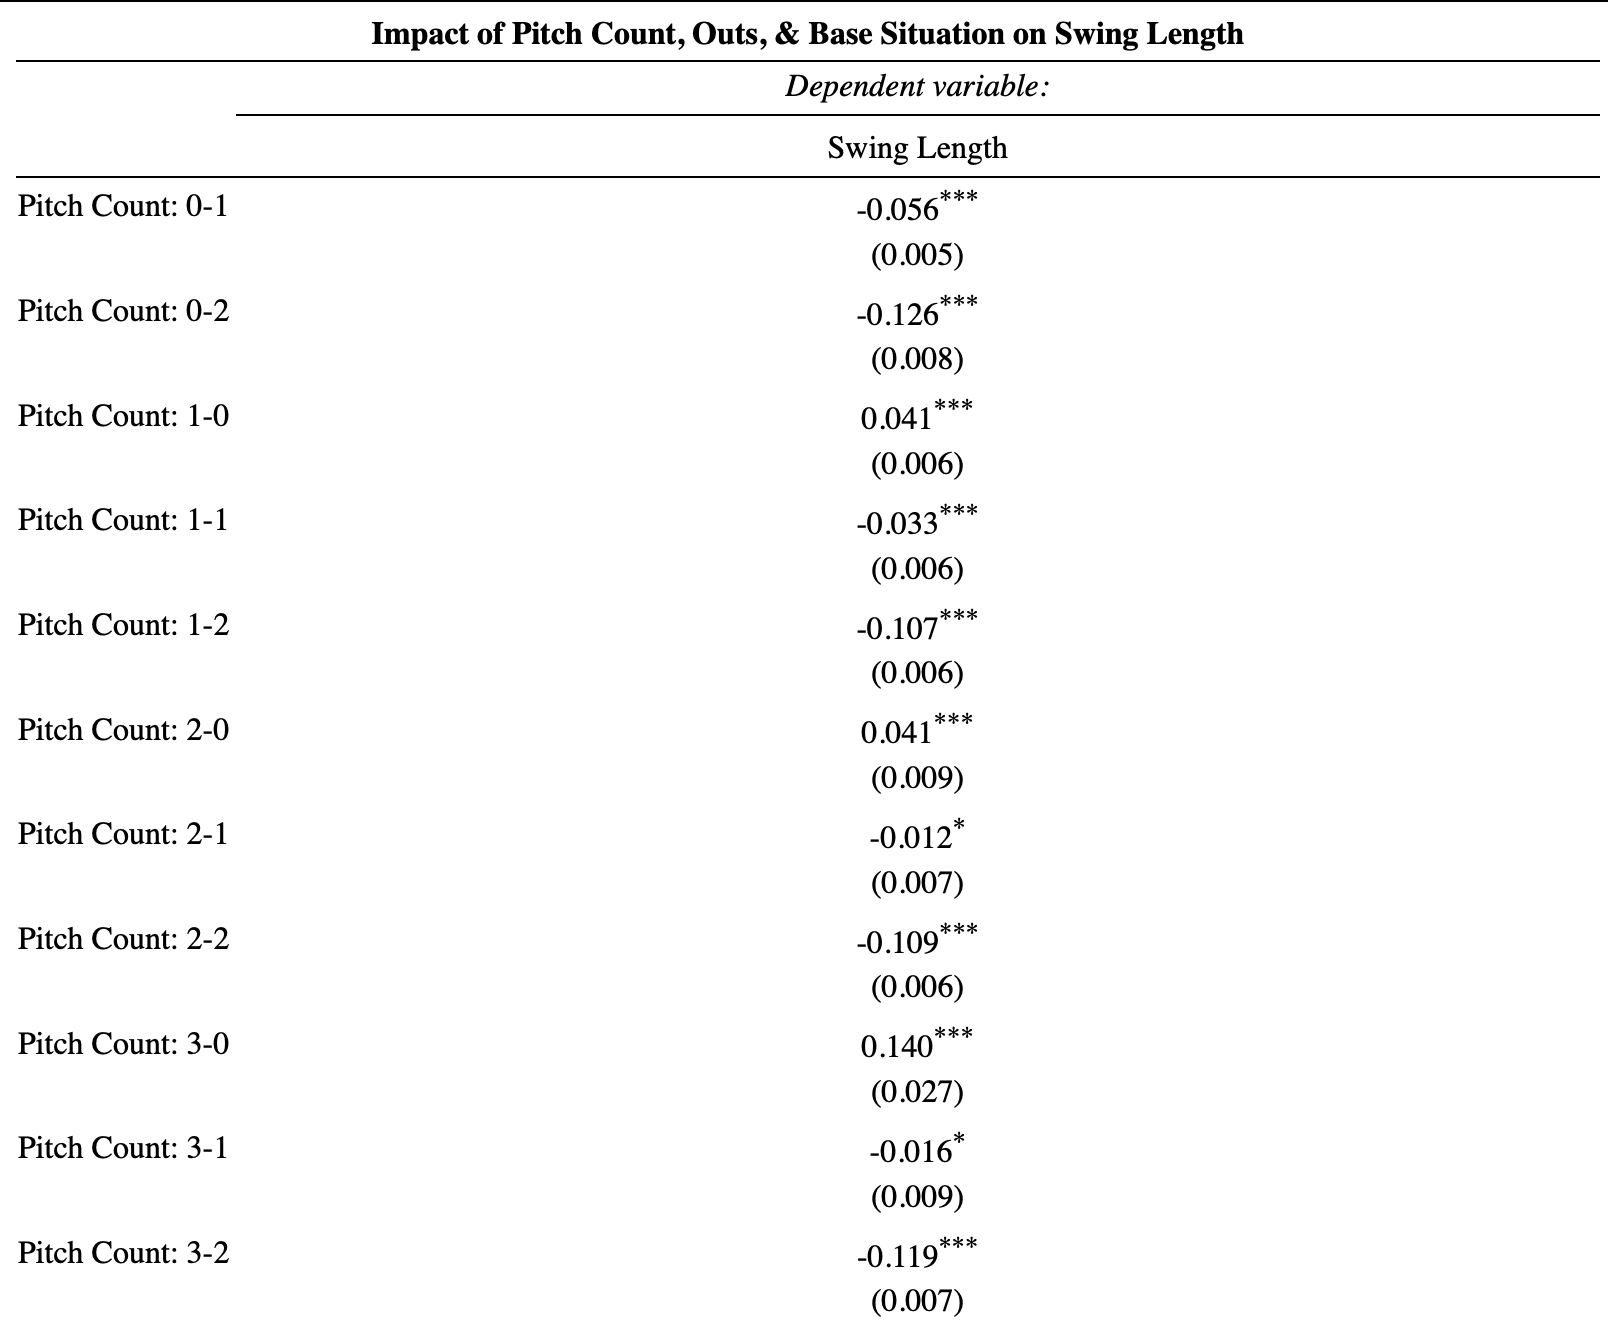 Impact of Pitch Count, Outs, & Base Situation on Swing Length
Dependent variable:
Swing Length
Pitch Count: 0-1 -0.056***
(0.005)
Pitch Count: 0-2 -0.126***
(0.008)
Pitch Count: 1-0 0.041***
(0.006)
Pitch Count: 1-1 -0.033***
(0.006)
Pitch Count: 1-2 -0.107***
(0.006)
Pitch Count: 2-0 0.041***
(0.009)
Pitch Count: 2-1 -0.012*
(0.007)
Pitch Count: 2-2 -0.109***
(0.006)
Pitch Count: 3-0 0.140***
(0.027)
Pitch Count: 3-1 -0.016*
(0.009)
Pitch Count: 3-2 -0.119***
(0.007)